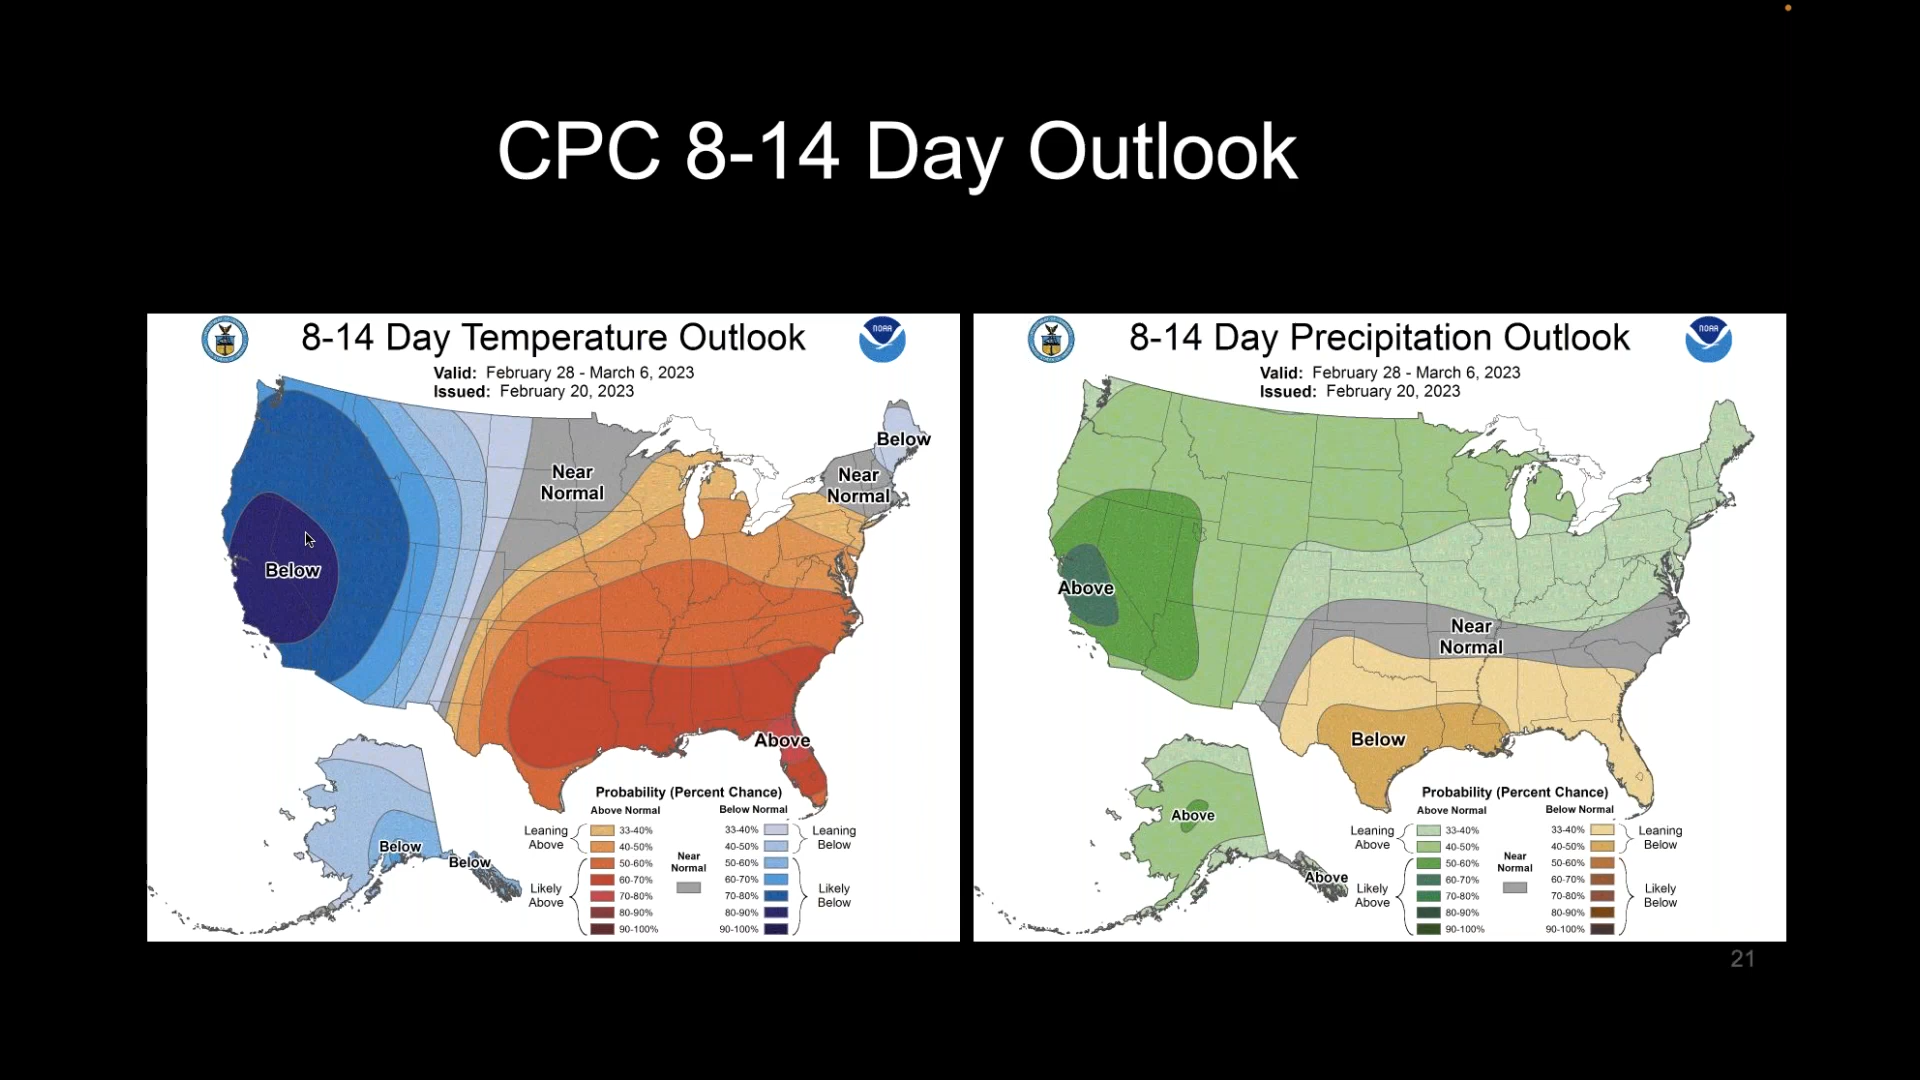 CPC 8-14 Day Outlook
NOAA
8-14 Day Temperature Outlook
Valid: February 28 - March 6, 2023
Issued: February 20, 2023
Below
Near
Normal
Near
Normal
Below
Above
Below
Below
Probability (Percent Chance)
Above Normal
Below Normal
Leaning
Above
33-40%
40-50%
Likely
Above
50-60%
60-70%
70-80%
80-90%
90-100%
Near
Normal
33-40%
40-50%
Leaning
Below
50-60%
60-70%
70-80%
80-90%
90-100%
Likely
Below
NOAA
8-14 Day Precipitation Outlook
Valid: February 28 - March 6, 2023
Issued: February 20, 2023
Above
Near
Normal
Below
Above
Above
Probability (Percent Chance)
Above Normal
Below Normal
Leaning
Above
33-40%
40-50%
Likely
Above
50-60%
60-70%
70-80%
80-90%
90-100%
Near
Normal
33-40%
40-50%
Leaning
Below
50-60%
60-70%
70-80%
80-90%
90-100%
Likely
Below
21